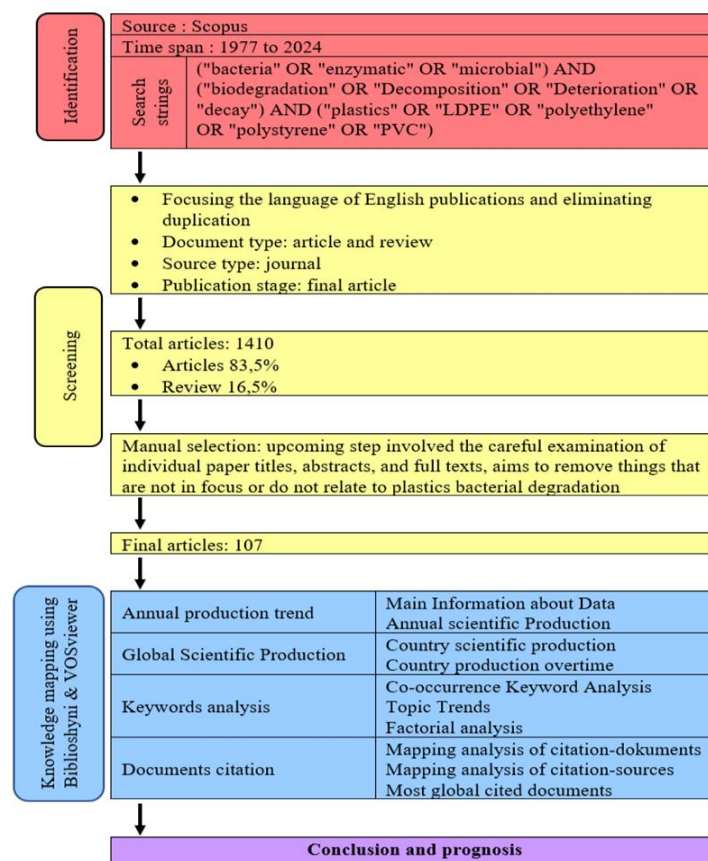 Identification
Source : Scopus
Time span : 1977 to 2024
Search
strings
("bacteria" OR "enzymatic" OR "microbial") AND
("biodegradation" OR "Decomposition" OR "Deterioration" OR
"decay") AND ("plastics" OR "LDPE" OR "polyethylene"
OR "polystyrene" OR "PVC")
Screening
• Focusing the language of English publications and eliminating
duplication
• Document type: article and review
• Source type: journal
• Publication stage: final article
Total articles: 1410
• Articles 83,5%
• Review 16,5%
Manual selection: upcoming step involved the careful examination of
individual paper titles, abstracts, and full texts, aims to remove things that
are not in focus or do not relate to plastics bacterial degradation
Final articles: 107
Knowledge mapping using
Biblioshyni & VOSviewer
Annual production trend
Main Information about Data
Annual scientific Production
Global Scientific Production
Country scientific production
Country production overtime
Keywords analysis
Co-occurrence Keyword Analysis
Topic Trends
Factorial analysis
Documents citation
Mapping analysis of citation-dokuments
Mapping analysis of citation-sources
Most global cited documents
Conclusion and prognosis